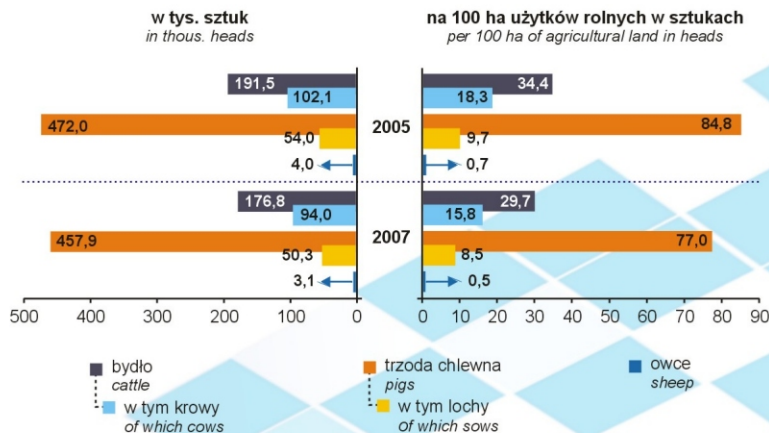 w tys. sztuk
in thous. heads
na 100 ha użytków rolnych w sztukach
per 100 ha of agricultural land in heads
191,5
34,4
102,1
18,3
472,0
2005
84,8
54,0
9,7
4,0
0,7
176,8
29,7
94,0
15,8
457,9
2007
77,0
50,3
8,5
3,1
0,5
500 400 300 200 100 0
0 10 20 30 40 50 60 70 80 90
bydło
cattle
w tym krowy
of which cows
trzoda chlewna
pigs
w tym lochy
of which sows
owce
sheep